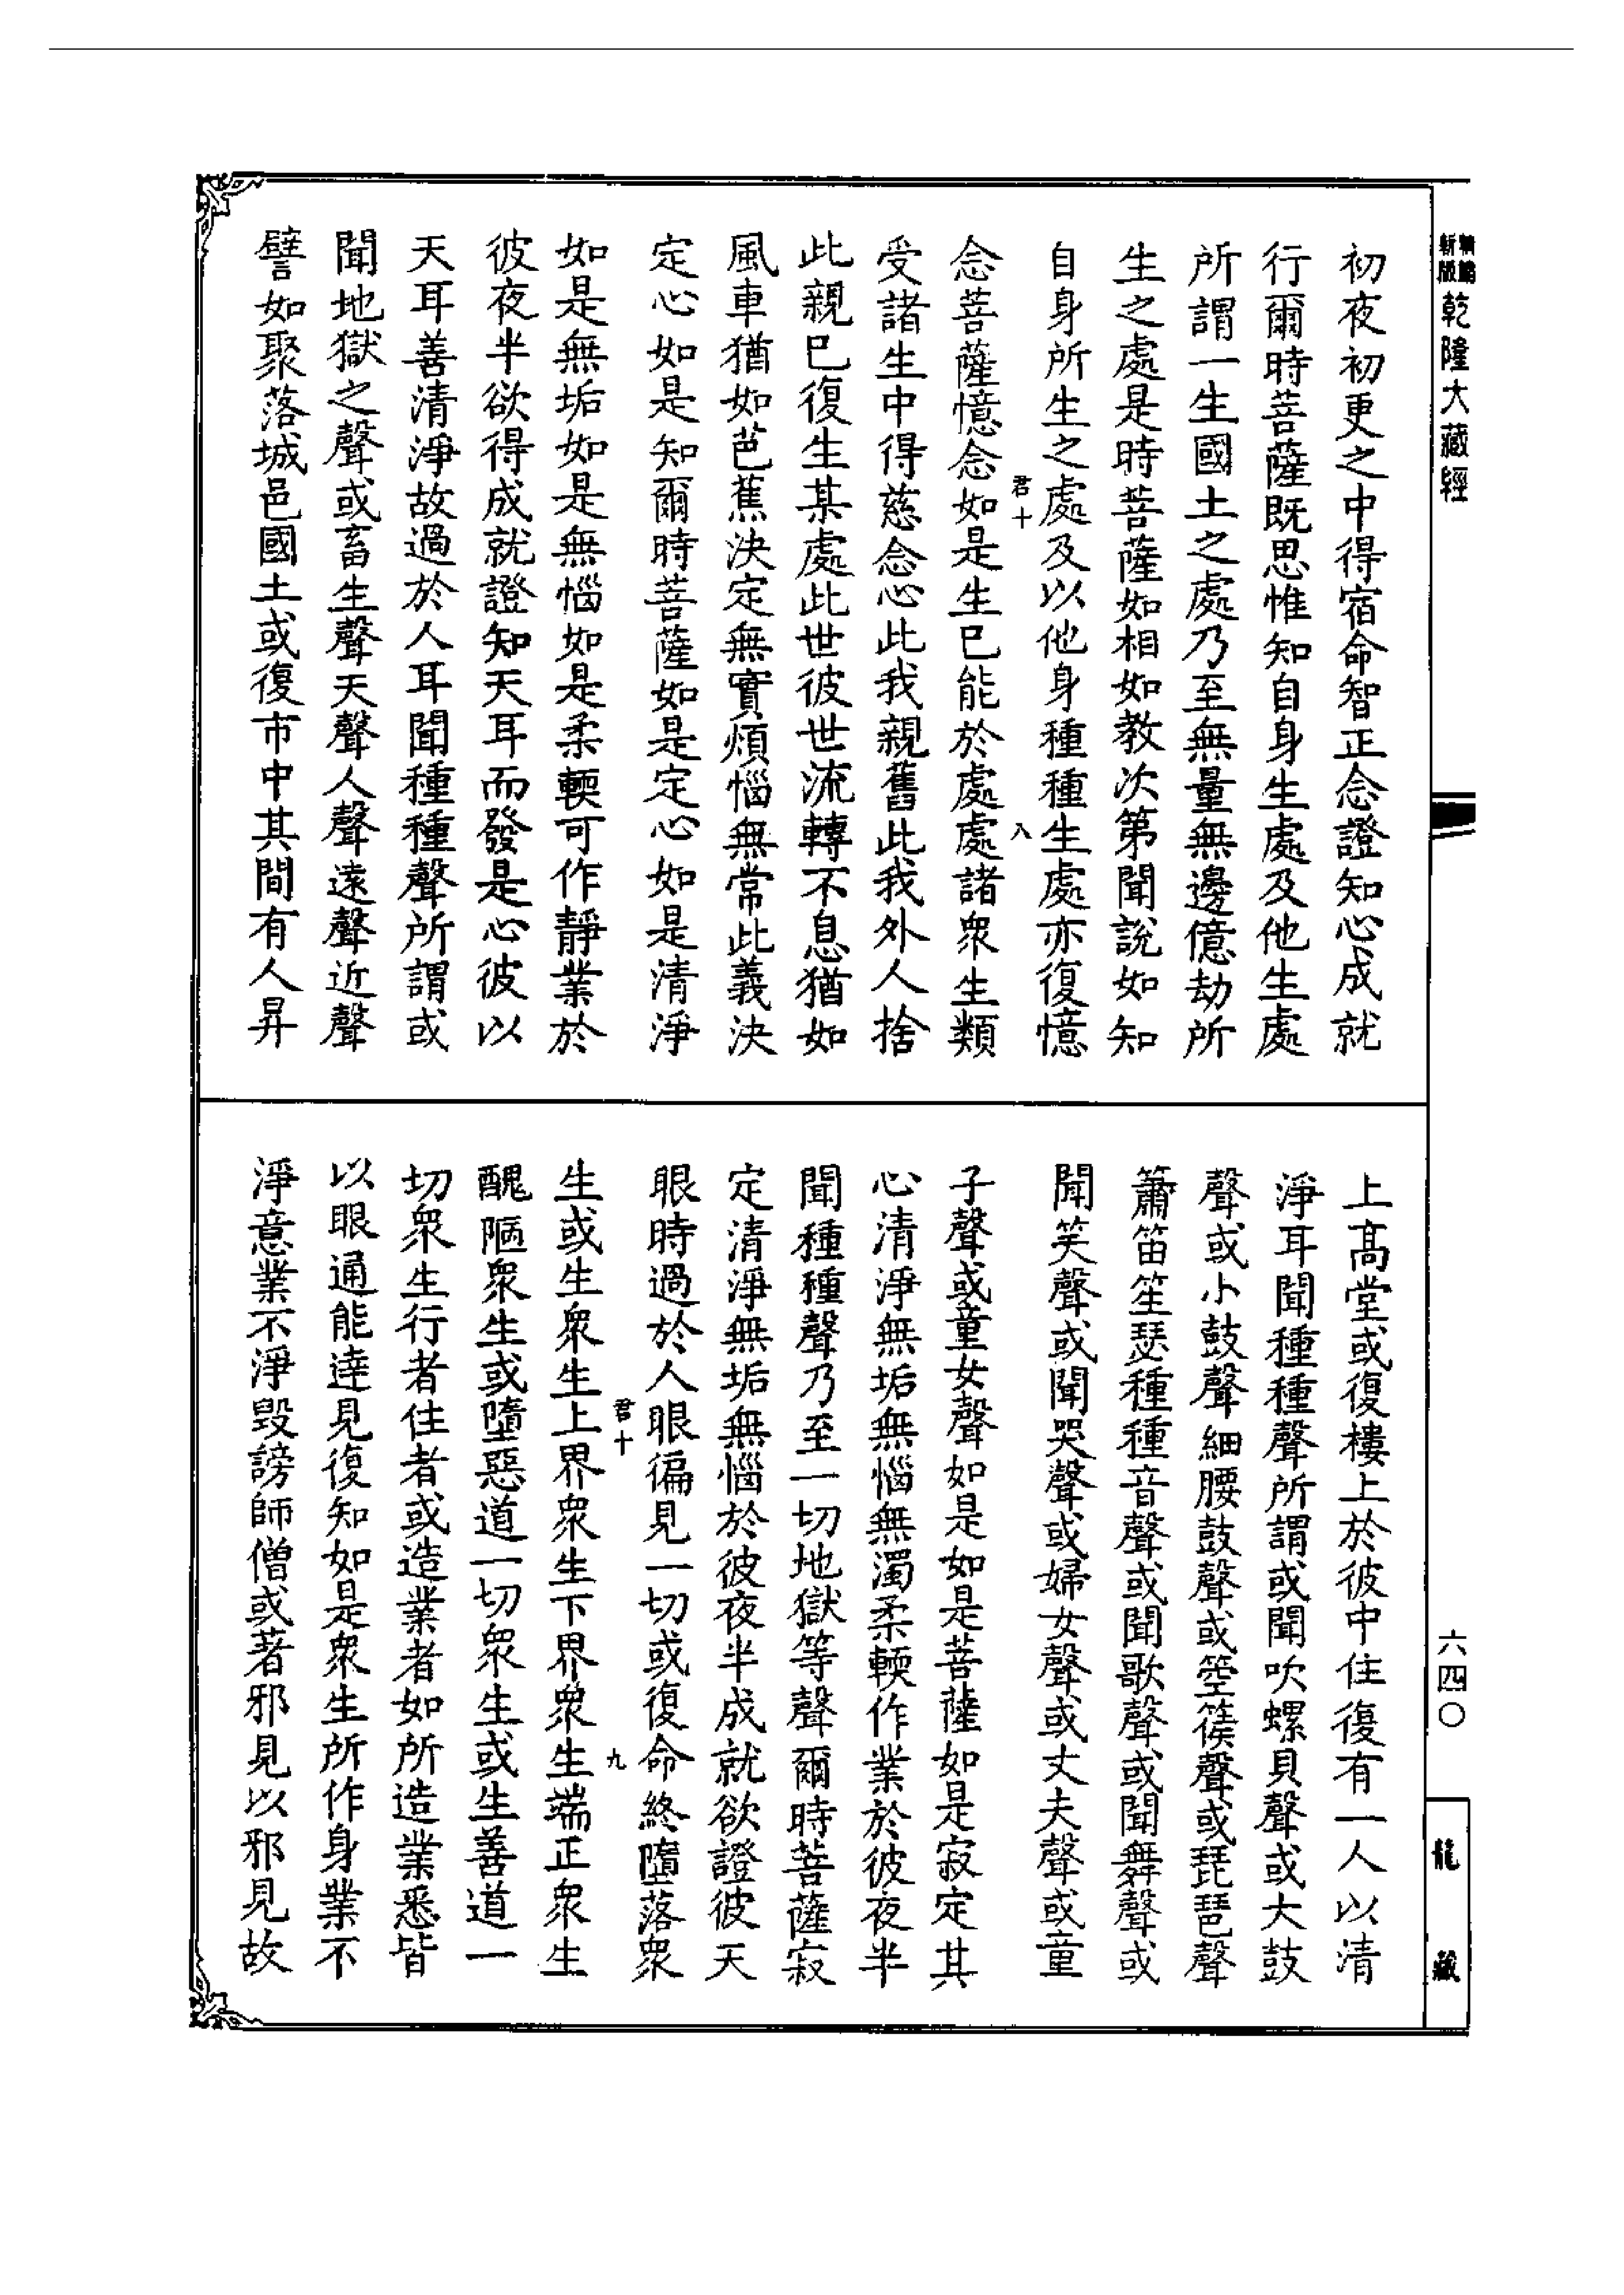 新編
新版
乾隆大藏經
初夜初更之中得宿命智正念證知心成就
行爾時菩薩既思惟知自身生處及他生處
所謂一生國土之處乃至無量無邊億劫所
生之處是時菩薩如相如教次第聞說如知
自身所生之處及以他身種種生處亦復憶
君十
八
念菩薩憶念如是生已能於處處諸衆生類
受諸生中得慈念心此我親舊此我外人捨
此親已復生某處此世彼世流轉不息猶如
風車猶如芭蕉決定無實煩惱無常此義決
定心如是知爾時菩薩如是定心如是清淨
如是無垢如是無惱如是柔輭可作靜業於
彼夜半欲得成就證知天耳而發是心彼以
天耳善清淨故過於人耳聞種種聲所謂或
聞地獄之聲或畜生聲天聲人聲遠聲近聲
譬如聚落城邑國土或復市中其間有人昇
上高堂或復樓上於彼中住復有一人以清
淨耳聞種種聲所謂或聞吹螺貝聲或大鼓
聲或小鼓聲細腰鼓聲或箜篌聲或琵琶聲
簫笛笙瑟種種音聲或聞歌聲或聞舞聲或
聞笑聲或聞哭聲或婦女聲或丈夫聲或童
子聲或童女聲如是如是菩薩如是寂定其
心清淨無垢無惱無濁柔輭作業於彼夜半
聞種種聲乃至一切地獄等聲爾時菩薩寂
定清淨無垢無惱於彼夜半成就欲證彼天
眼時過於人眼徧見一切或復命終墮落衆
君十
九
生或生衆生上界衆生下界衆生端正衆生
醜陋衆生或墮惡道一切衆生或生善道一
切衆生行者住者或造業者如所造業悉皆
以眼通能達見復知如是衆生所作身業不
淨意業不淨毀謗師僧或著邪見以邪見故
六四〇
龍藏